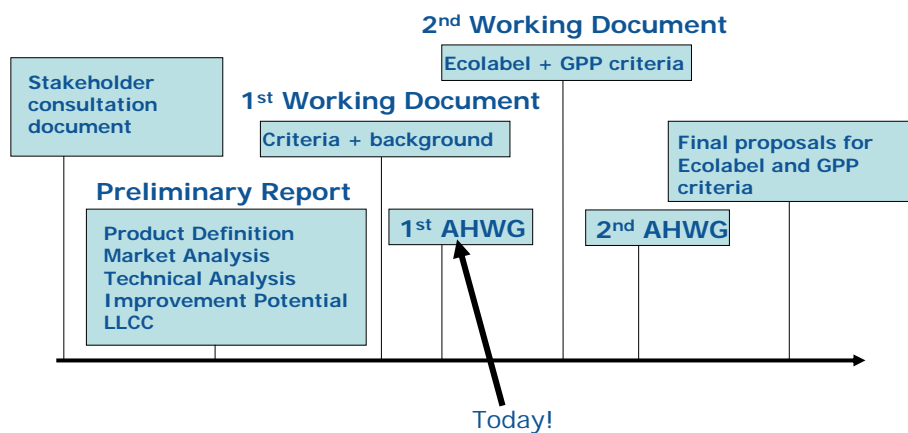 2nd Working Document
Ecolabel + GPP criteria
Stakeholder
consultation
document
1st Working Document
Criteria + background
Final proposals for
Ecolabel and GPP
criteria
Preliminary Report
Product Definition
Market Analysis
Technical Analysis
Improvement Potential
LLCC
1st AHWG
2nd AHWG
Today!